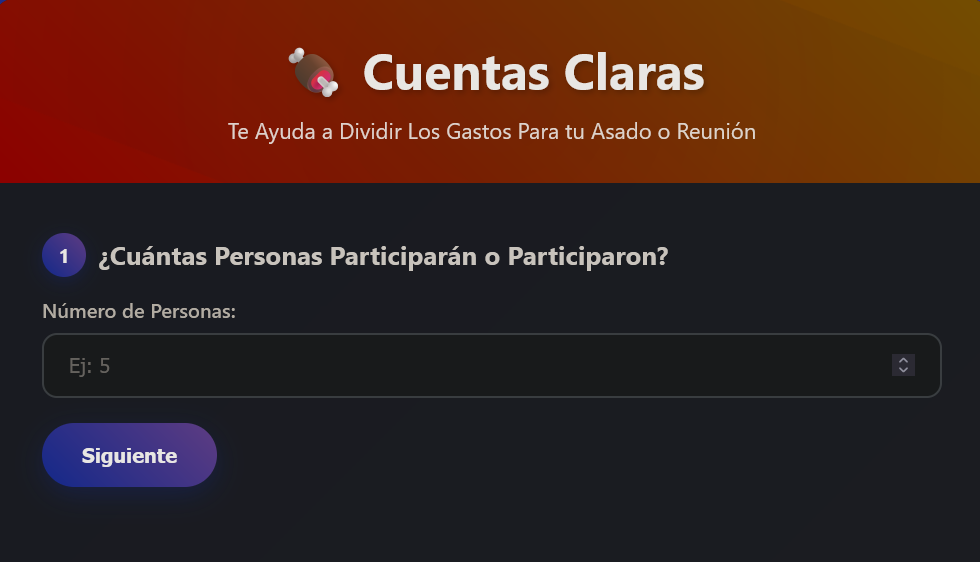 Cuentas Claras
Te Ayuda a Dividir Los Gastos Para tu Asado o Reunión
1 ¿Cuántas Personas Participarán o Participaron?
Número de Personas:
Ej: 5
Siguiente